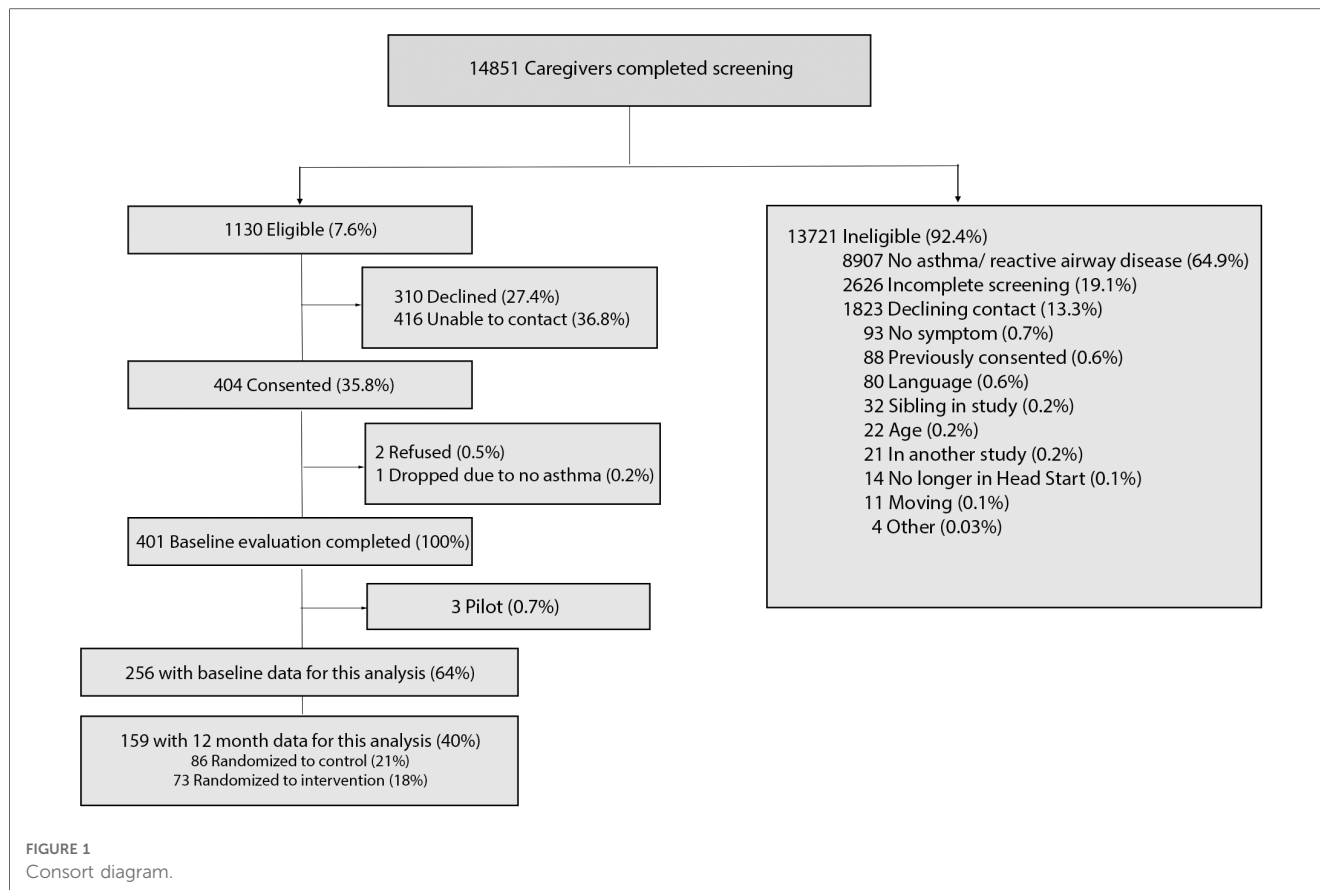 14851 Caregivers completed screening
1130 Eligible (7.6%)
310 Declined (27.4%)
416 Unable to contact (36.8%)
404 Consented (35.8%)
2 Refused (0.5%)
1 Dropped due to no asthma (0.2%)
401 Baseline evaluation completed (100%)
3 Pilot (0.7%)
256 with baseline data for this analysis (64%)
159 with 12 month data for this analysis (40%)
86 Randomized to control (21%)
73 Randomized to intervention (18%)
13721 Ineligible (92.4%)
8907 No asthma/ reactive airway disease (64.9%)
2626 Incomplete screening (19.1%)
1823 Declining contact (13.3%)
93 No symptom (0.7%)
88 Previously consented (0.6%)
80 Language (0.6%)
32 Sibling in study (0.2%)
22 Age (0.2%)
21 In another study (0.2%)
14 No longer in Head Start (0.1%)
11 Moving (0.1%)
4 Other (0.03%)
FIGURE 1
Consort diagram.